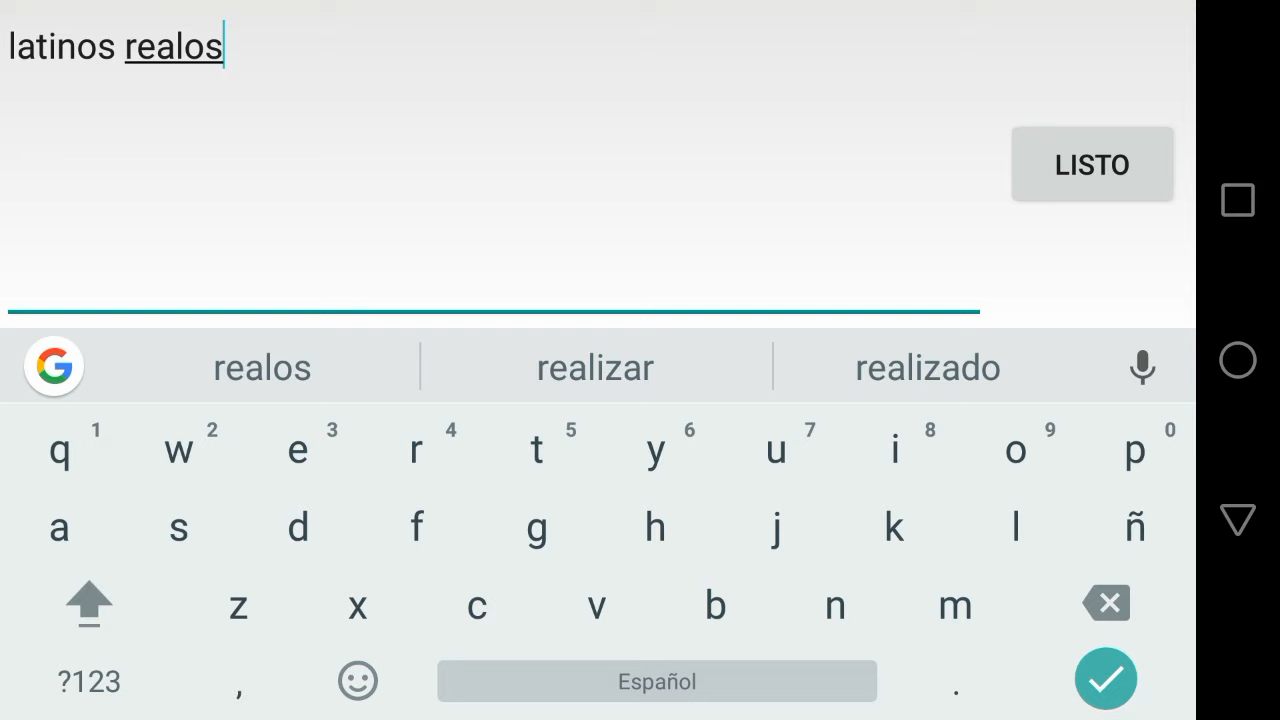 latinos realos
LISTO
realos realizar realizado
q 1 w 2 e 3 r 4 t 5 y 6 u 7 i 8 o 9 p 0
a s d f g h j k l ñ
z x c v b n m
?123 , Español .